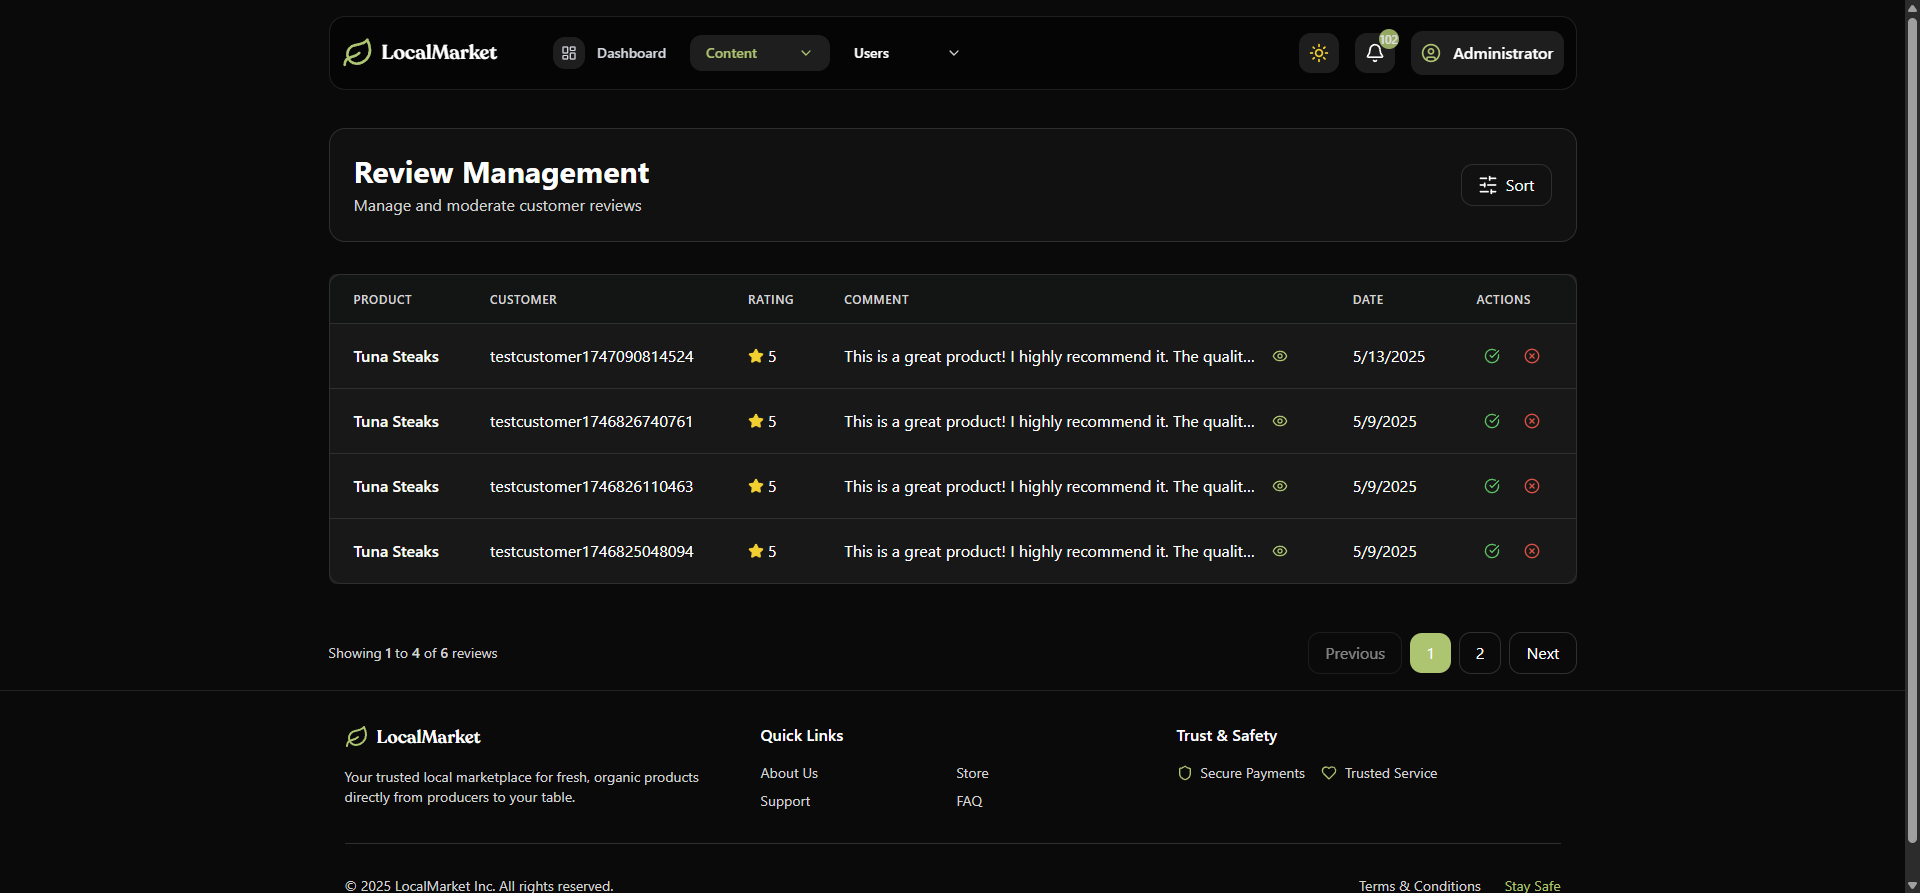 LocalMarket Dashboard Content Users 102 Administrator
Review Management
Manage and moderate customer reviews
Sort
PRODUCT CUSTOMER RATING COMMENT DATE ACTIONS
Tuna Steaks testcustomer1747090814524 5 This is a great product! I highly recommend it. The qualit... 5/13/2025
Tuna Steaks testcustomer1746826740761 5 This is a great product! I highly recommend it. The qualit... 5/9/2025
Tuna Steaks testcustomer1746826110463 5 This is a great product! I highly recommend it. The qualit... 5/9/2025
Tuna Steaks testcustomer1746825048094 5 This is a great product! I highly recommend it. The qualit... 5/9/2025
Showing 1 to 4 of 6 reviews Previous 1 2 Next
LocalMarket
Your trusted local marketplace for fresh, organic products
directly from producers to your table.
Quick Links
About Us Store
Support FAQ
Trust & Safety
Secure Payments Trusted Service
© 2025 LocalMarket Inc. All rights reserved. Terms & Conditions Stay Safe